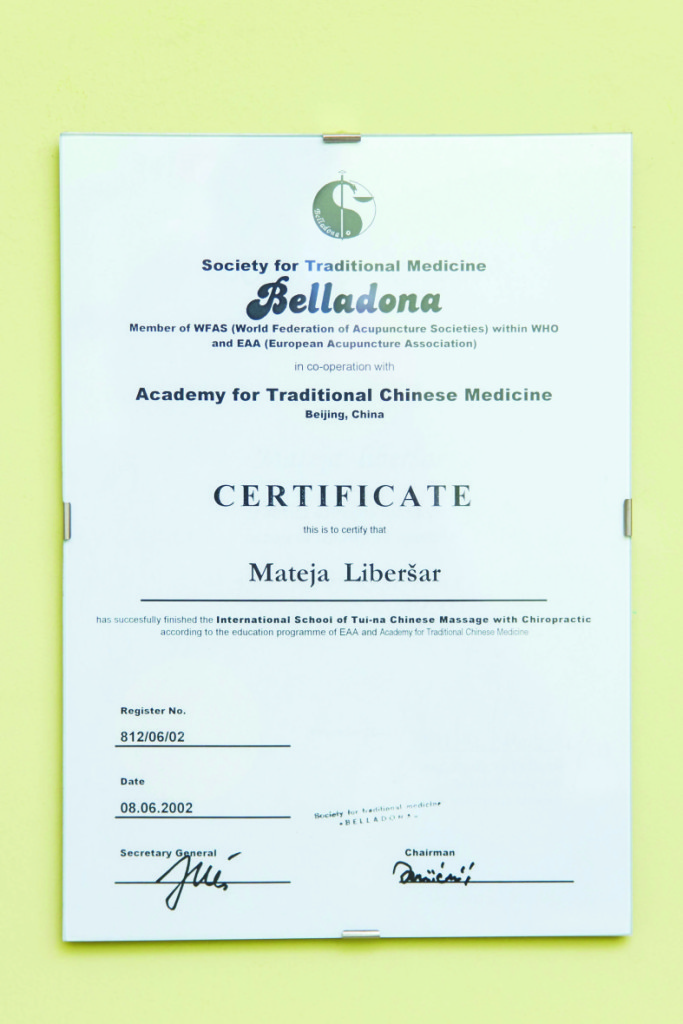 Belladona
Society for Traditional Medicine
Belladona
Member of WFAS (World Federation of Acupuncture Societies) within WHO
and EAA (European Acupuncture Association)
in co-operation with
Academy for Traditional Chinese Medicine
Beijing, China
CERTIFICATE
this is to certify that
Mateja Liberšar
has succesfully finished the International School of Tui-na Chinese Massage with Chiropractic
according to the education programme of EAA and Academy for Traditional Chinese Medicine
Register No.
812/06/02
Date
08.06.2002
Society for traditional medicine
"BELLADONA"
Secretary General
Chairman